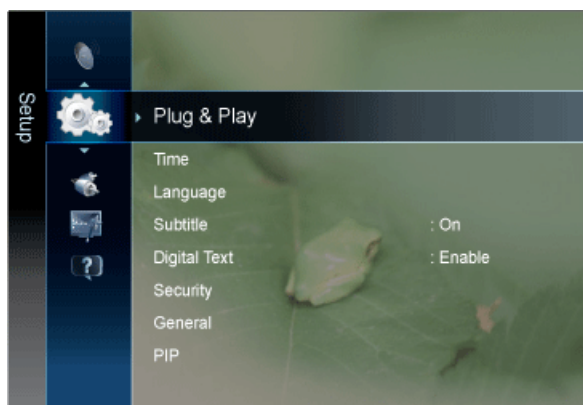 Setup
Plug & Play
Time
Language
Subtitle : On
Digital Text : Enable
Security
General
PIP